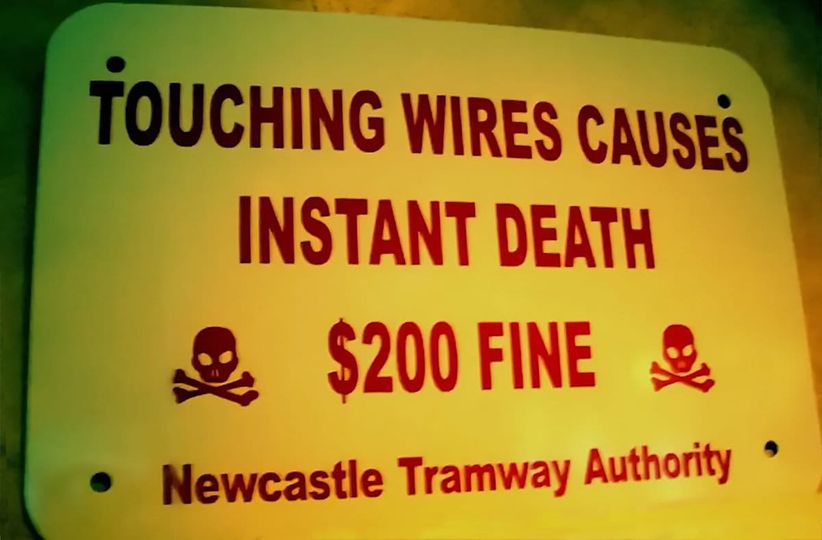 TOUCHING WIRES CAUSES
INSTANT DEATH
$200 FINE
Newcastle Tramway Authority